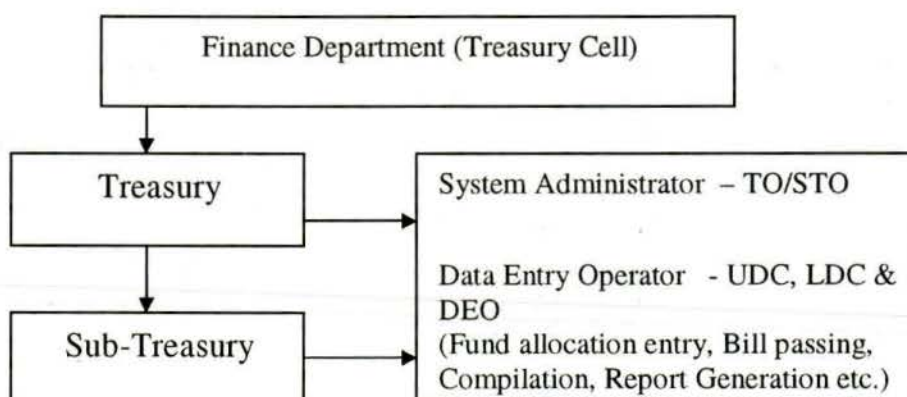 Finance Department (Treasury Cell)
Treasury
System Administrator – TO/STO
Data Entry Operator - UDC, LDC &
DEO
(Fund allocation entry, Bill passing,
Compilation, Report Generation etc.)
Sub-Treasury